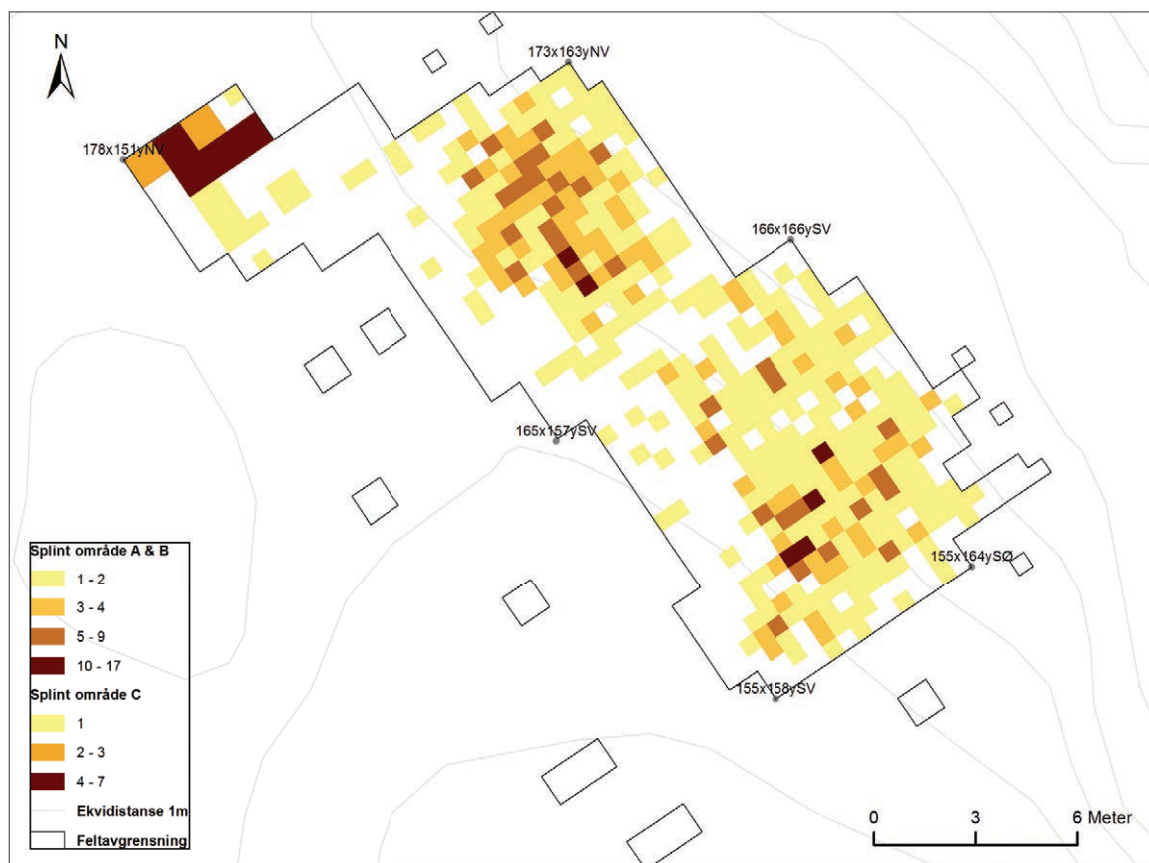 N
173x163yNV
178x151yNV
166x166ySV
165x157ySV
155x164ySØ
155x158ySV
Splint område A & B
1 - 2
3 - 4
5 - 9
10 - 17
Splint område C
1
2 - 3
4 - 7
Ekvidistanse 1m
Feltavgrensning
0 3 6 Meter